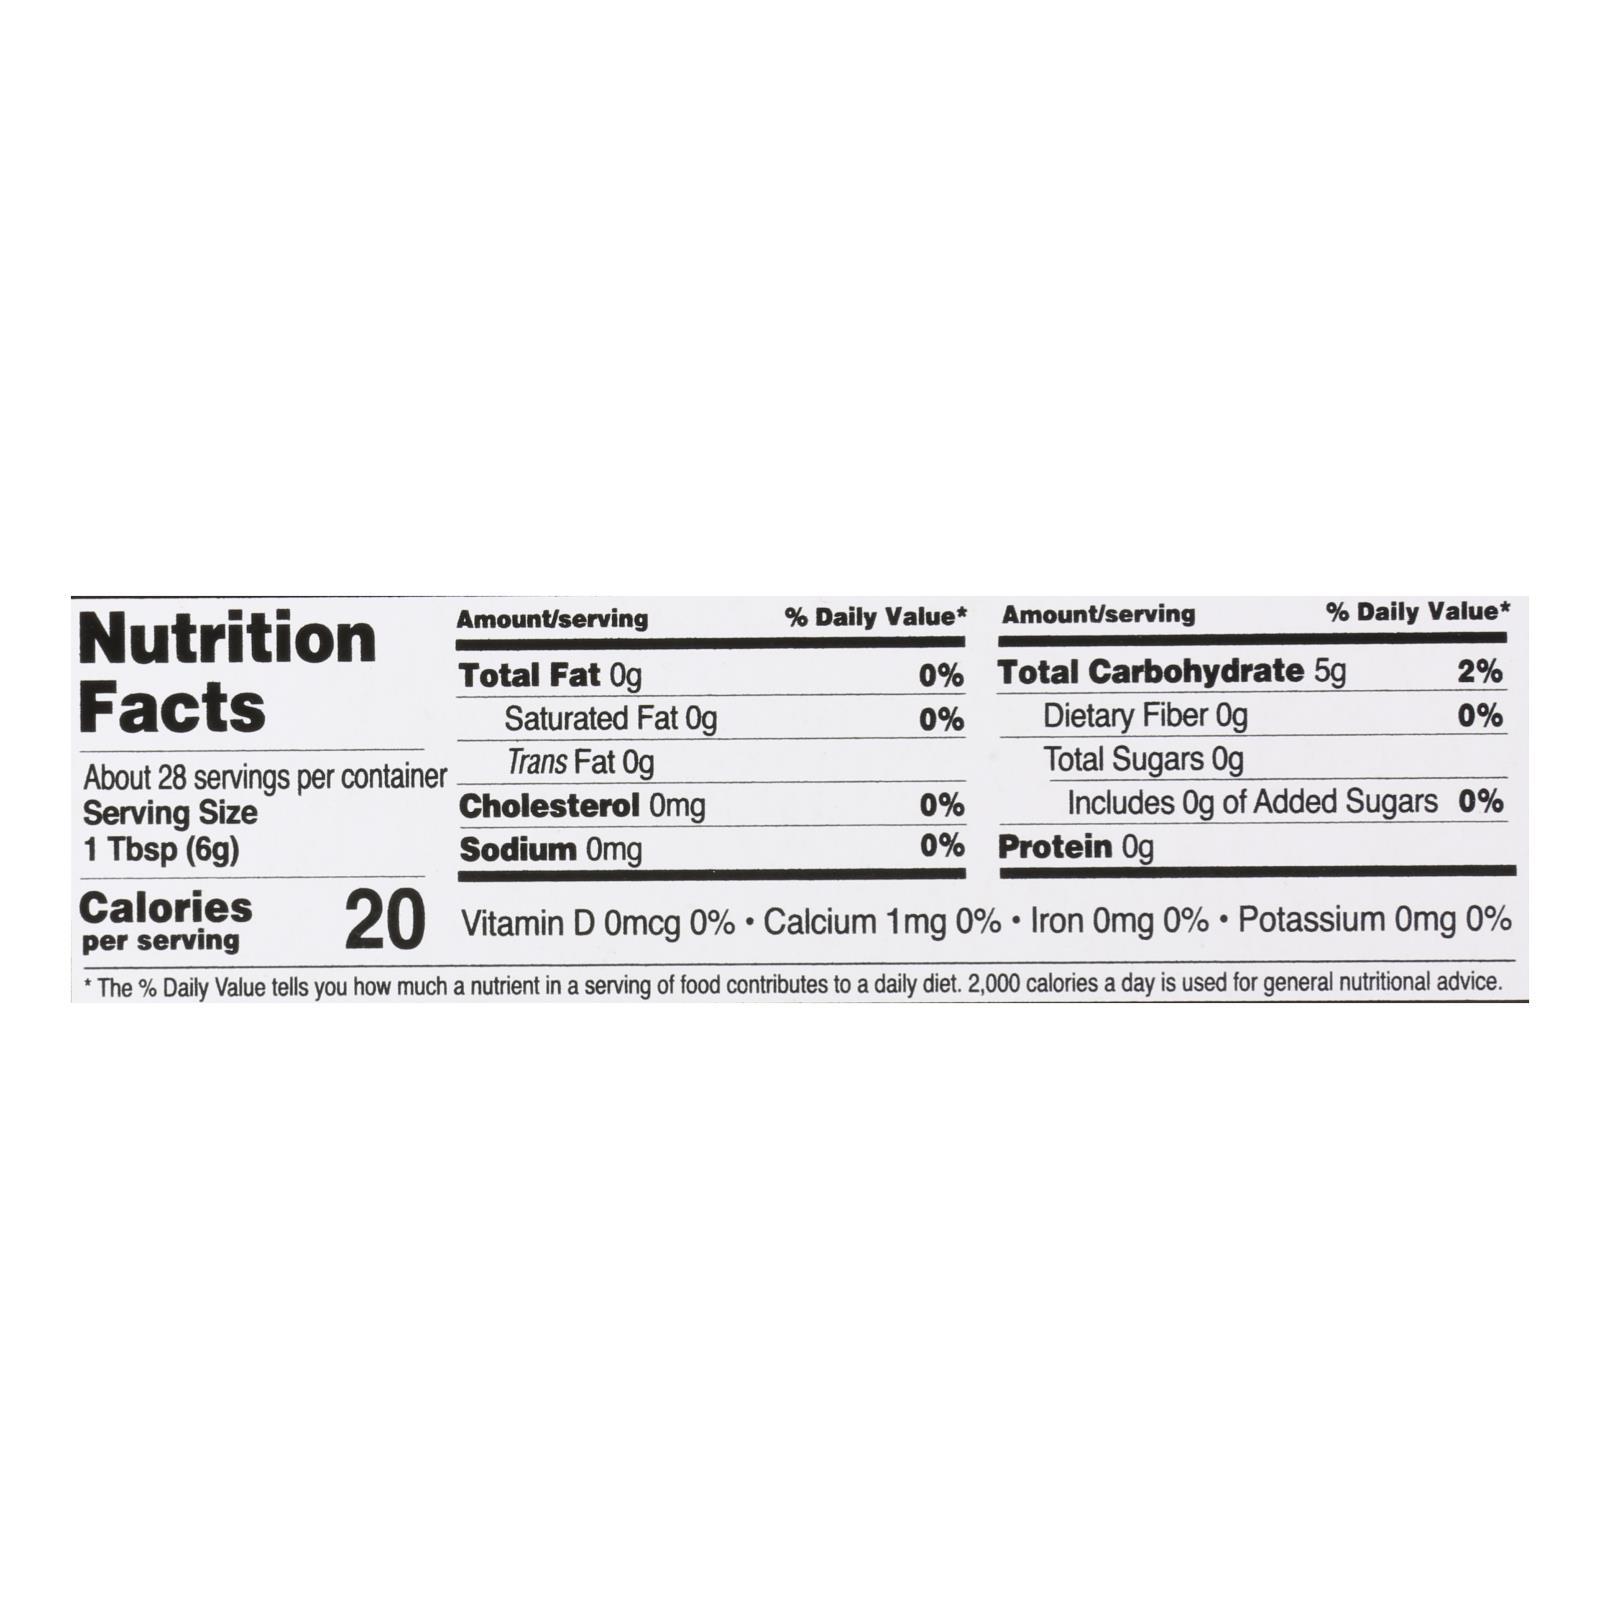 Nutrition
Facts
About 28 servings per container
Serving Size
1 Tbsp (6g)
Calories
per serving
20
Amount/serving % Daily Value*
Total Fat 0g 0%
Saturated Fat 0g 0%
Trans Fat 0g
Cholesterol 0mg 0%
Sodium 0mg 0%
Amount/serving % Daily Value*
Total Carbohydrate 5g 2%
Dietary Fiber 0g 0%
Total Sugars 0g
Includes 0g of Added Sugars 0%
Protein 0g
Vitamin D 0mcg 0% • Calcium 1mg 0% • Iron 0mg 0% • Potassium 0mg 0%
* The % Daily Value tells you how much a nutrient in a serving of food contributes to a daily diet. 2,000 calories a day is used for general nutritional advice.